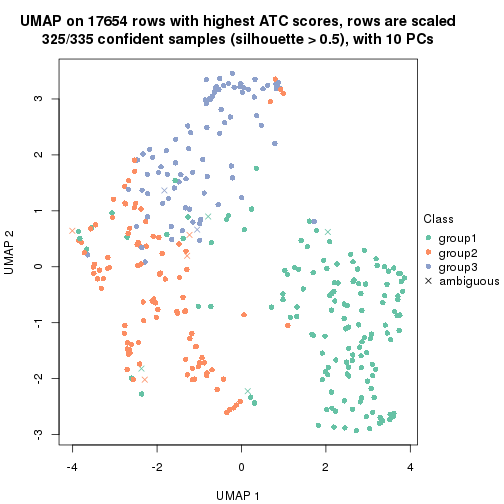 UMAP on 17654 rows with highest ATC scores, rows are scaled
325/335 confident samples (silhouette > 0.5), with 10 PCs
3
2
1
0
-1
-2
-3
UMAP 2
-4
-2
0
2
4
UMAP 1
Class
group1
group2
group3
ambiguous